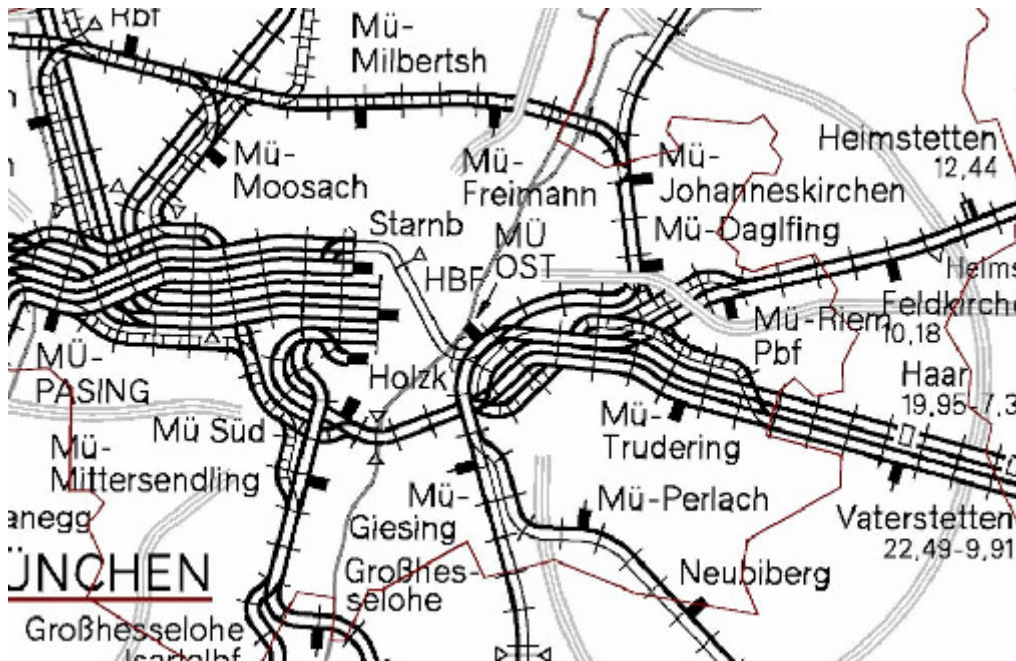 Rbf
Mü-
Milbertsh
Mü-
Moosach
Mü-
Freimann
Mü-
Johanneskirchen
Heimstetten
12,44
Starnb
HBF
MÜ
OST
Mü-Daglfing
Heims
Feldkirche
10,18
Mü-Riem
Pbf
MÜ-
PASING
Holzk
Haar
19,95
7,3
Mü Süd
Mü-
Mittersendling
Mü-
Trudering
Mü-
Giesing
Mü-Perlach
Vaterstetten
22,49-9,91
anegg
ÜNCHEN
Großhes-
selohe
Neubiberg
Großhesselohe
Isartalbf